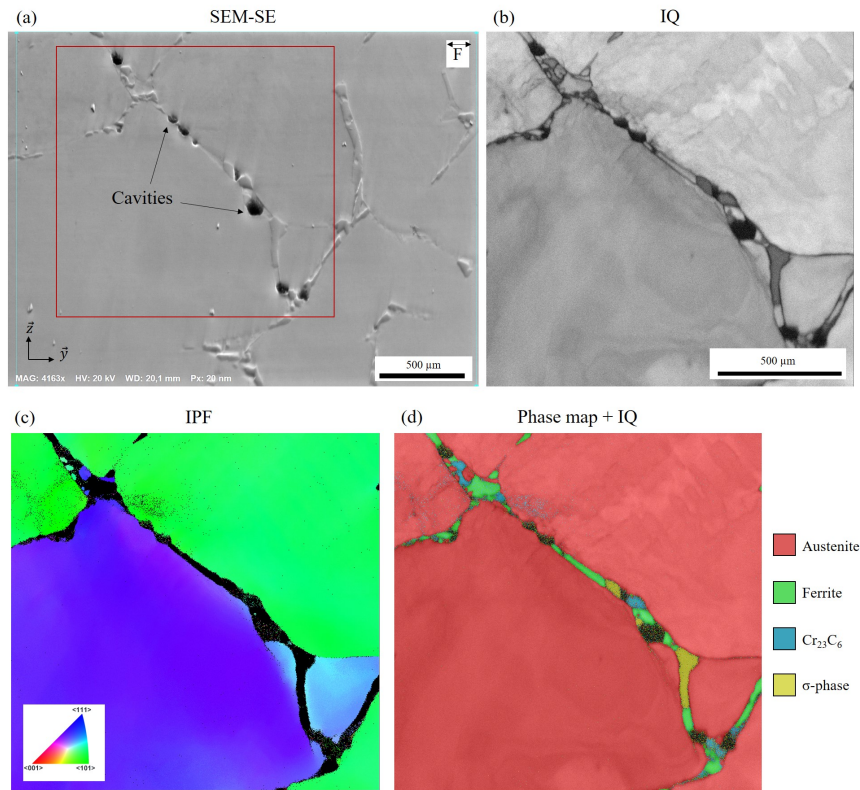 (a) SEM-SE
(b) IQ
F
Cavities
z
y
500 µm
MAG: 4163x HV: 20 kV WD: 20,1 mm Px: 20 nm
500 µm
(c) IPF
(d) Phase map + IQ
Austenite
Ferrite
Cr₂₃C₆
σ-phase
<111>
<001> <101>